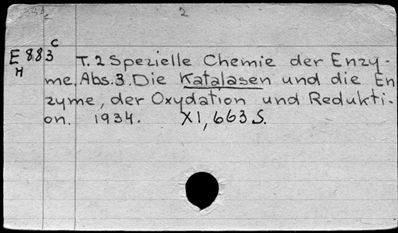 2
C
E 883
H
T. 2 Spezielle Chemie der Enzy-
me. Abs. 3. Die Katalasen und die En
zyme, der Oxydation und Redukti-
on. 1934. XI, 663 S.